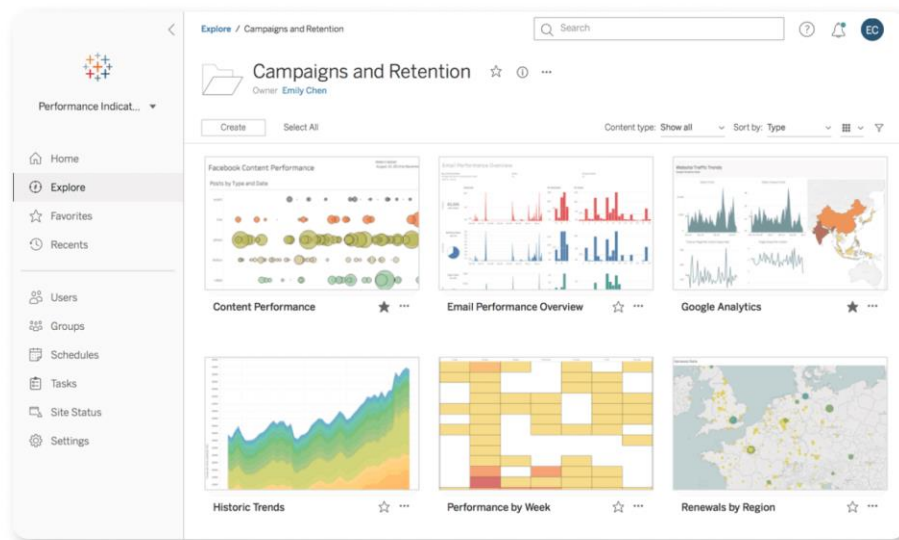 Explore / Campaigns and Retention
Search
EC
Campaigns and Retention
Owner Emily Chen
Performance Indicat...
Create
Select All
Content type: Show all
Sort by: Type
Home
Explore
Favorites
Recents
Users
Groups
Schedules
Tasks
Site Status
Settings
Facebook Content Performance
Posts by Type and Date
Content Performance
Email Performance Overview
Email Performance Overview
Website Traffic Trends
Google Analytics
Historic Trends
Performance by Week
Renewals by Region